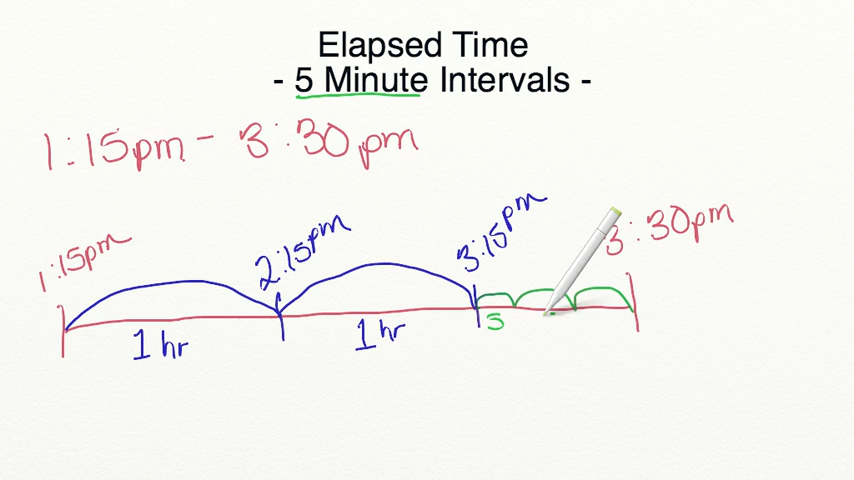 Elapsed Time
- 5 Minute Intervals -
1:15pm - 3:30pm
1:15pm
2:15pm
3:15pm
3:30pm
1 hr
1 hr
5